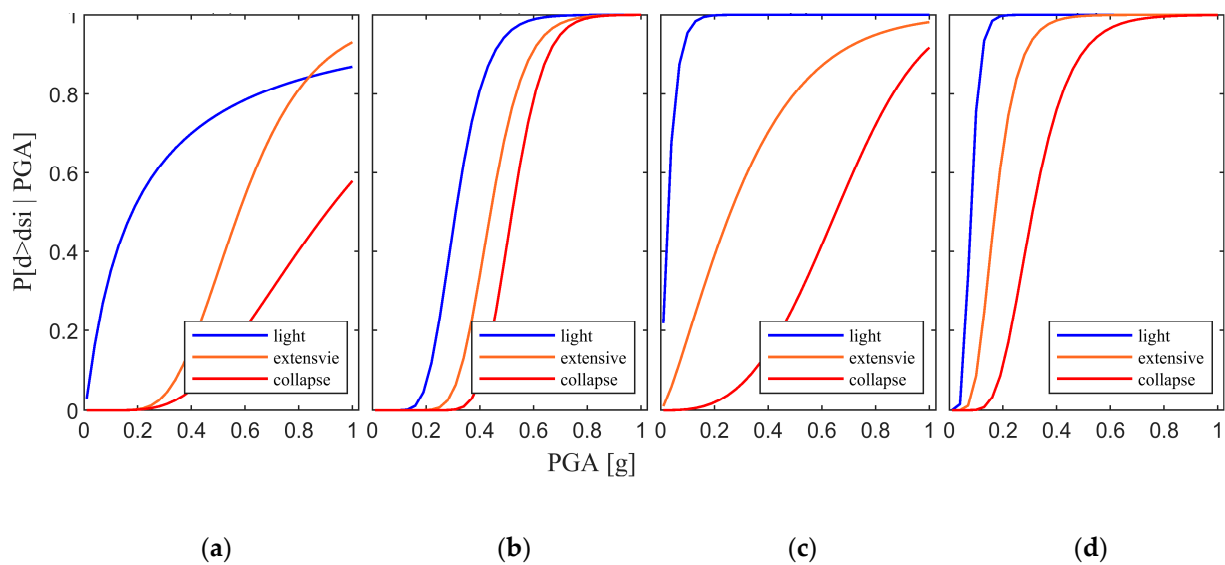 P[d>dsi | PGA]
1
0.8
0.6
0.4
0.2
0
light
extensvie
collapse
0 0.2 0.4 0.6 0.8 1
light
extensive
collapse
0 0.2 0.4 0.6 0.8 1
light
extensvie
collapse
0 0.2 0.4 0.6 0.8 1
light
extensive
collapse
0 0.2 0.4 0.6 0.8 1
PGA [g]
(a) (b) (c) (d)